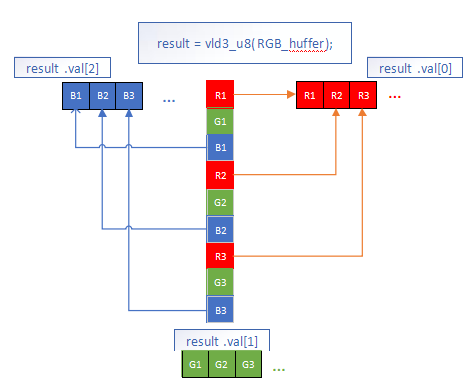 result = vld3_u8( RGB_huffer);
result .val[2]
result .val[0]
B1 B2 B3 ...
R1
R1 R2 R3 ...
G1
B1
R2
G2
B2
R3
G3
B3
result .val[1]
G1 G2 G3 ...